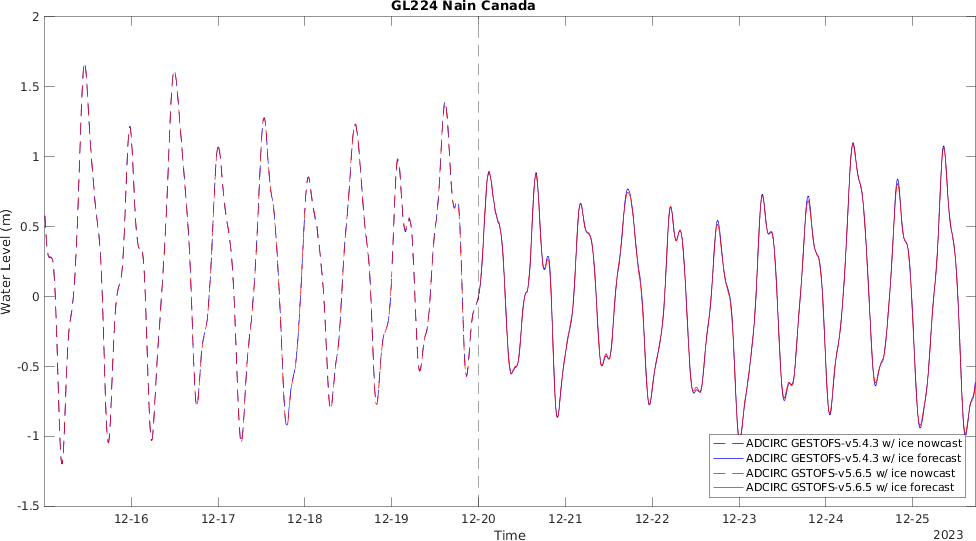 GL224 Nain Canada
2
1.5
1
0.5
0
-0.5
-1
-1.5
Water Level (m)
ADCIRC GESTOFS-v5.4.3 w/ ice nowcast
ADCIRC GESTOFS-v5.4.3 w/ ice forecast
ADCIRC GSTOFS-v5.6.5 w/ ice nowcast
ADCIRC GSTOFS-v5.6.5 w/ ice forecast
12-16 12-17 12-18 12-19 12-20 12-21 12-22 12-23 12-24 12-25
Time
2023